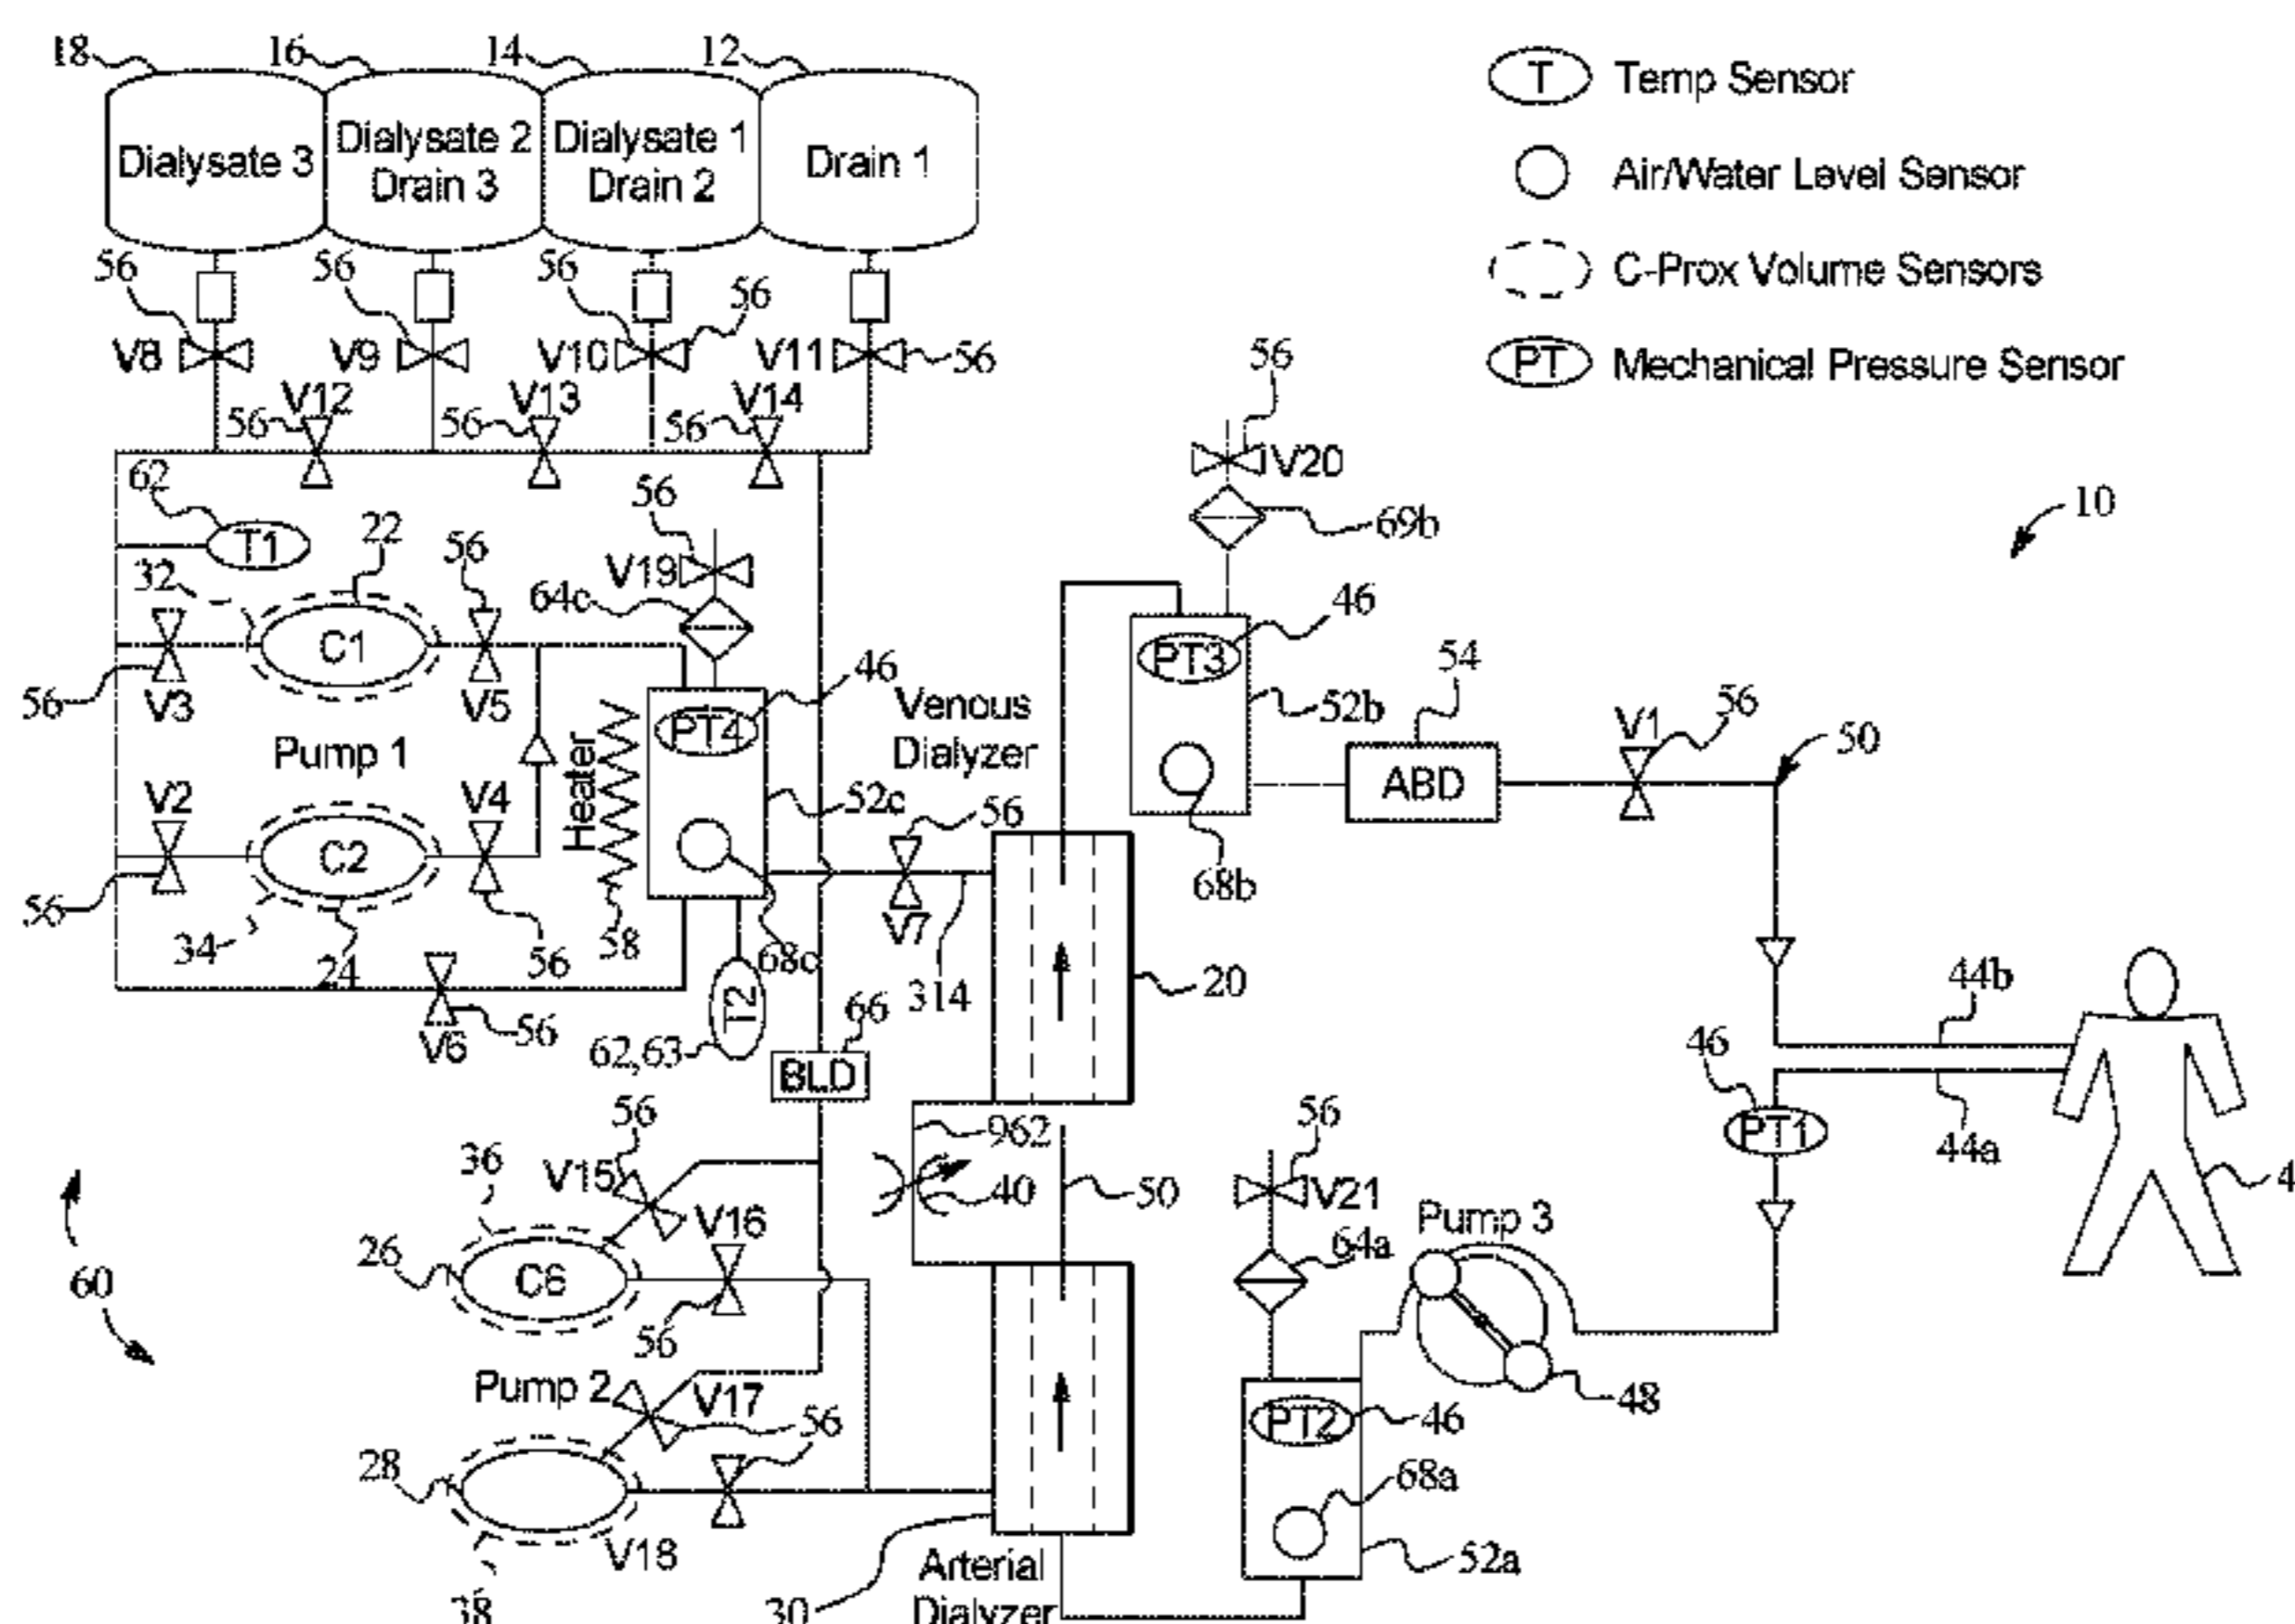 18
16
14
12
Dialysate 3
Dialysate 2
Drain 3
Dialysate 1
Drain 2
Drain 1
T Temp Sensor
Air/Water Level Sensor
C-Prox Volume Sensors
PT Mechanical Pressure Sensor
56
56
56
56
V8
V9
V10
V11
56
V12
V13
V14
56
56
56
56
V20
69b
10
62
T1
22
56
56
V19
64c
32
C1
46
PT3
46
56
V3
V5
PT4
Venous
Dialyzer
52b
54
V1
56
50
Pump 1
Heater
ABD
V2
V4
52c
56
C2
68b
56
34
24
56
58
68c
V7
314
20
44b
V6
56
T2
62,63
66
BLD
46
PT1
44a
4
56
962
56
36
V15
40
50
V21
60
26
C6
V16
56
64a
Pump 3
Pump 2
V17
56
PT2
46
48
28
68a
V18
52a
38
30
Arterial
Dialyzer